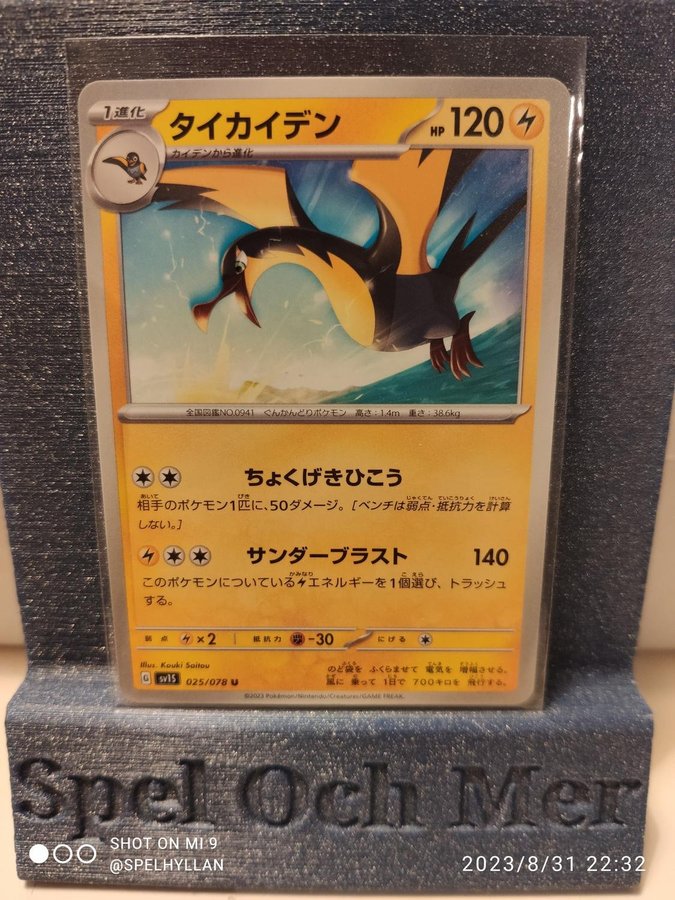 1進化
タイカイデン
HP 120
カイデンから進化
全国図鑑NO.0941 ぐんかんどりポケモン 高さ:1.4m 重さ:38.6kg
ちょくげきひこう
相手のポケモン1匹に、50ダメージ。[ベンチは弱点・抵抗力を計算
しない。]
サンダーブラスト 140
このポケモンについているエネルギーを1個選び、トラッシュ
する。
弱点 ×2 抵抗力 -30 にげる
Illus. Kouki Saitou
のど袋を ふくらませて 電気を 増幅させる。
風に 乗って 1日で 700キロを 飛行する。
G sv1S 025/078 U
©2023 Pokémon/Nintendo/Creatures/GAME FREAK.
Spel Och Mer
SHOT ON MI 9
@SPELHYLLAN
2023/8/31 22:32